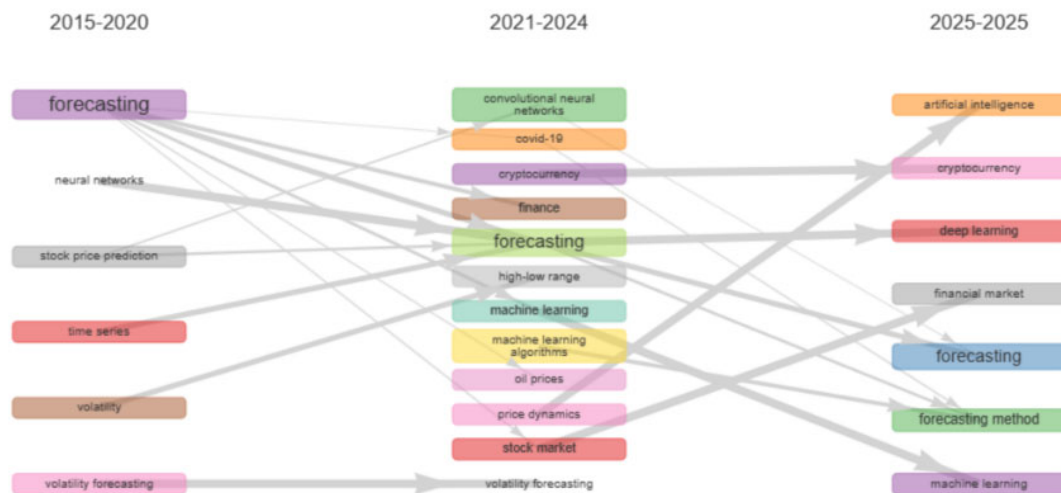 2015-2020
2021-2024
2025-2025
forecasting
neural networks
stock price prediction
time series
volatility
volatility forecasting
convolutional neural
networks
covid-19
cryptocurrency
finance
forecasting
high-low range
machine learning
machine learning
algorithms
oil prices
price dynamics
stock market
volatility forecasting
artificial intelligence
cryptocurrency
deep learning
financial market
forecasting
forecasting method
machine learning